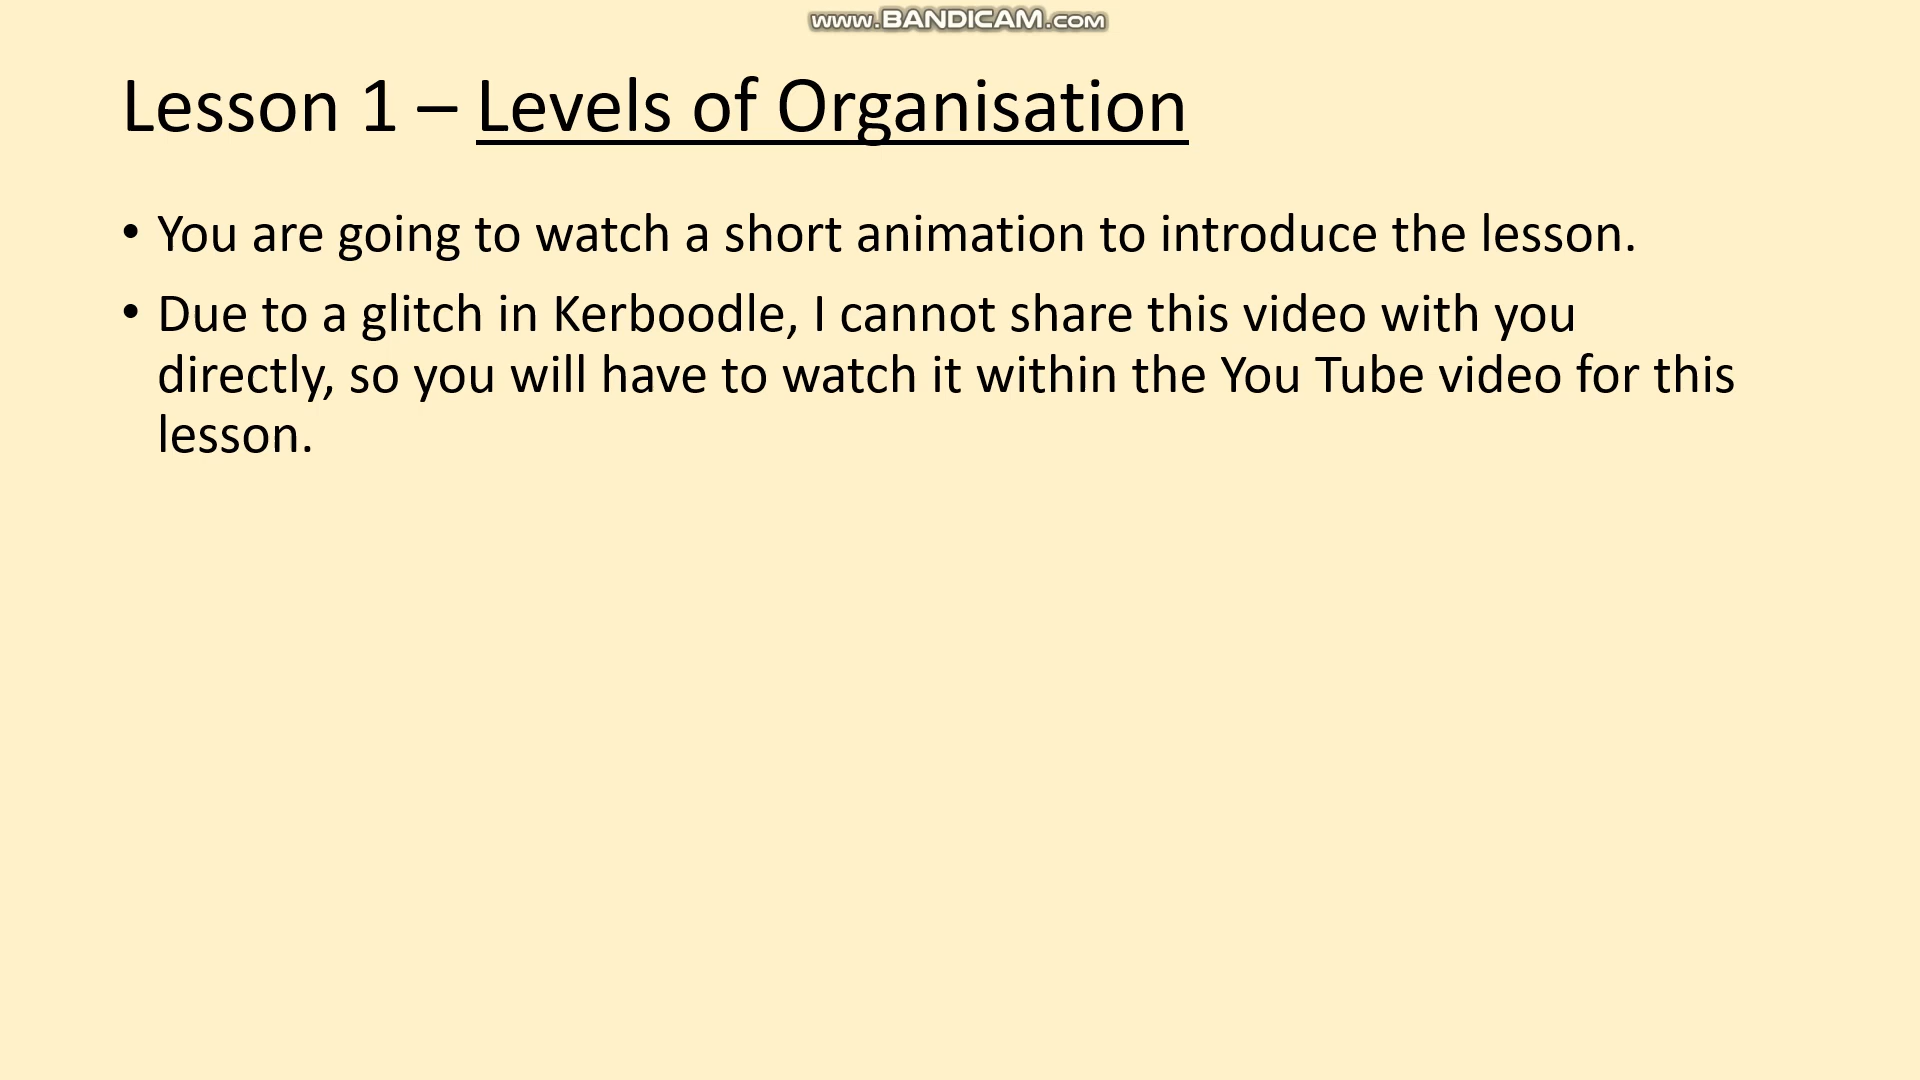 www.BANDICAM.com
Lesson 1 – Levels of Organisation
• You are going to watch a short animation to introduce the lesson.
• Due to a glitch in Kerboodle, I cannot share this video with you
directly, so you will have to watch it within the You Tube video for this
lesson.